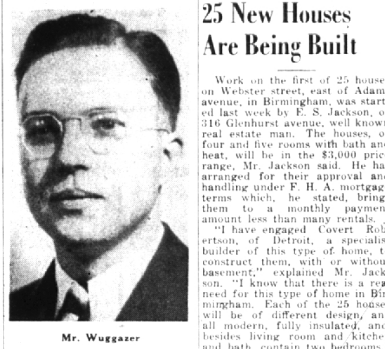 25 New Houses
Are Being Built
Work on the first of 25 house
on Webster street, east of Adam
avenue, in Birmingham, was start
ed last week by E. S. Jackson, o
316 Glenhurst avenue, well known
real estate man. The houses, o
four and five rooms with bath an
heat, will be in the $3,000 pric
range, Mr. Jackson said. He ha
arranged for their approval an
handling under F. H. A. mortgag
terms which, he stated, bring
them to a monthly paymen
amount less than many rentals.
"I have engaged Covert Rob
ertson, of Detroit, a specialis
builder of this type of home, t
construct them, with or withou
basement," explained Mr. Jack
son. "I know that there is a rea
need for this type of home in Bir
mingham. Each of the 25 house
will be of different design, an
all modern, fully insulated, an
besides living room and kitche
and bath, contain two bedrooms
Mr. Wuggazer